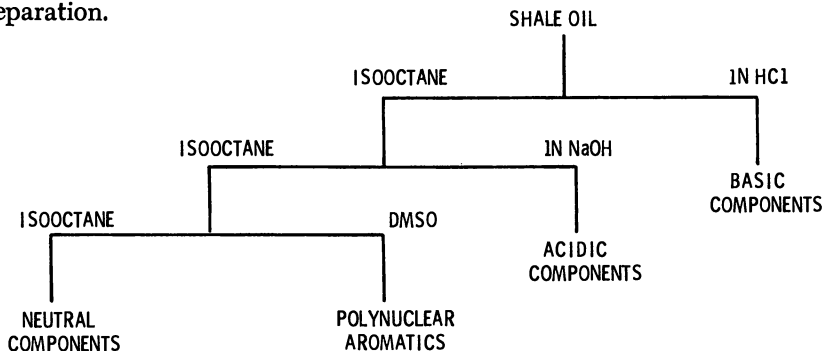 eparation.
SHALE OIL
ISOOCTANE 1N HCl
ISOOCTANE 1N NaOH
BASIC
COMPONENTS
ISOOCTANE DMSO
ACIDIC
COMPONENTS
NEUTRAL
COMPONENTS
POLYNUCLEAR
AROMATICS